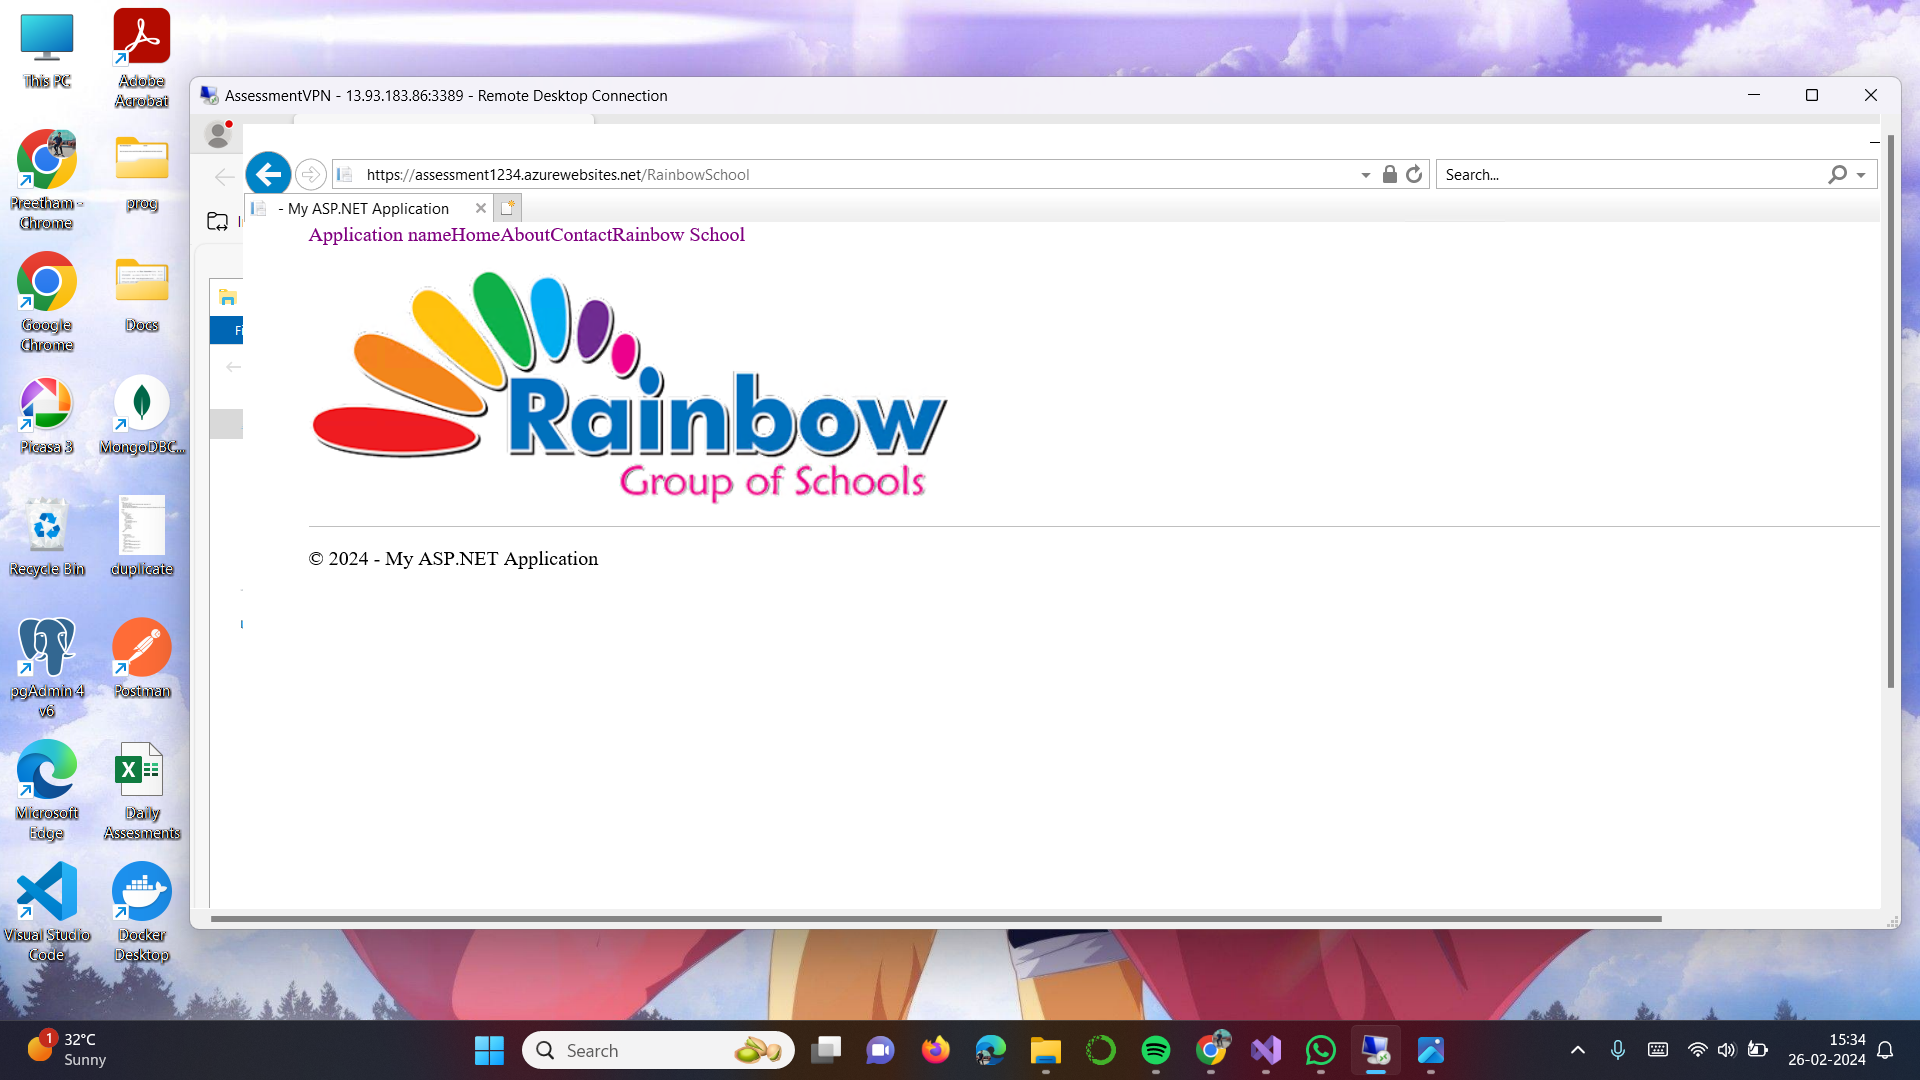 This PC
Adobe Acrobat
Preetham - Chrome
prog
Google Chrome
Docs
Picasa 3
MongoDBC...
Recycle Bin
duplicate
pgAdmin 4 v6
Postman
Microsoft Edge
Daily Assesments
Visual Studio Code
Docker Desktop
AssessmentVPN - 13.93.183.86:3389 - Remote Desktop Connection
https://assessment1234.azurewebsites.net/RainbowSchool
Search...
- My ASP.NET Application
Application nameHomeAboutContactRainbow School
Rainbow
Group of Schools
© 2024 - My ASP.NET Application
1
32°C
Sunny
Search
15:34
26-02-2024